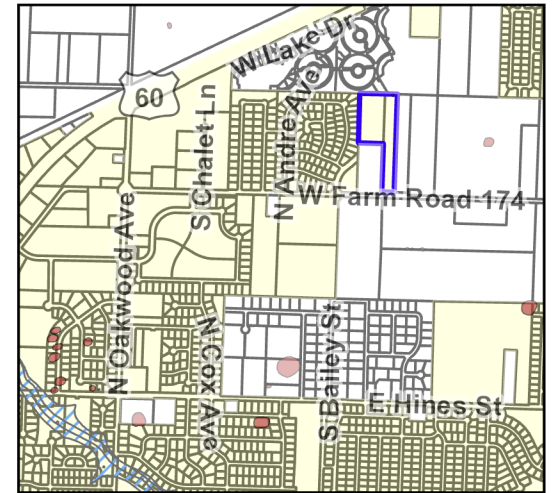 W Lake Dr
60
S Chalet Ln
N Andre Ave
W Farm Road 174
N Oakwood Ave
N Cox Ave
S Bailey St
E Hines St